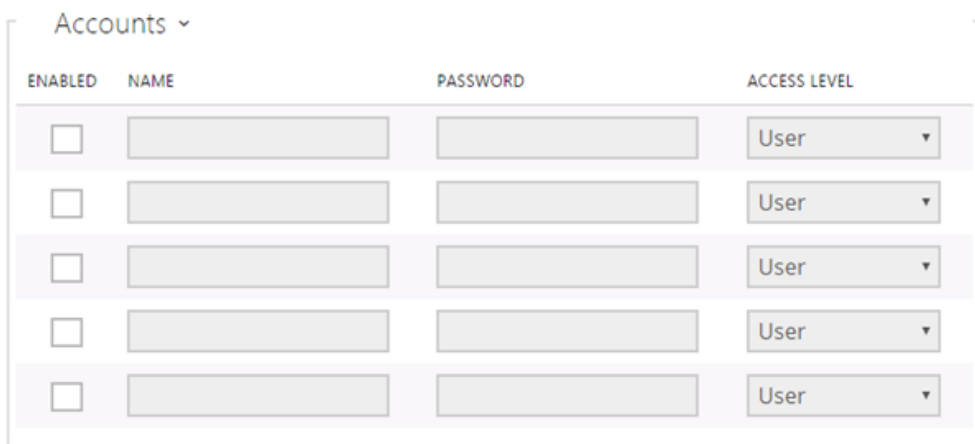 Accounts
ENABLED NAME PASSWORD ACCESS LEVEL
User
User
User
User
User